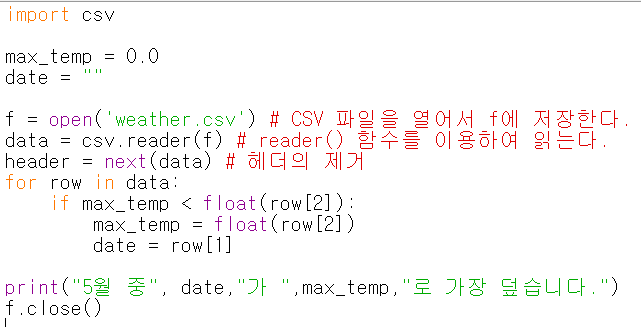 import csv
max_temp = 0.0
date = ""
f = open('weather.csv') # CSV 파일을 열어서 f에 저장한다.
data = csv.reader(f) # reader() 함수를 이용하여 읽는다.
header = next(data) # 헤더의 제거
for row in data:
    if max_temp < float(row[2]):
        max_temp = float(row[2])
        date = row[1]
print("5월 중", date,"가 ",max_temp,"로 가장 덮습니다.")
f.close()